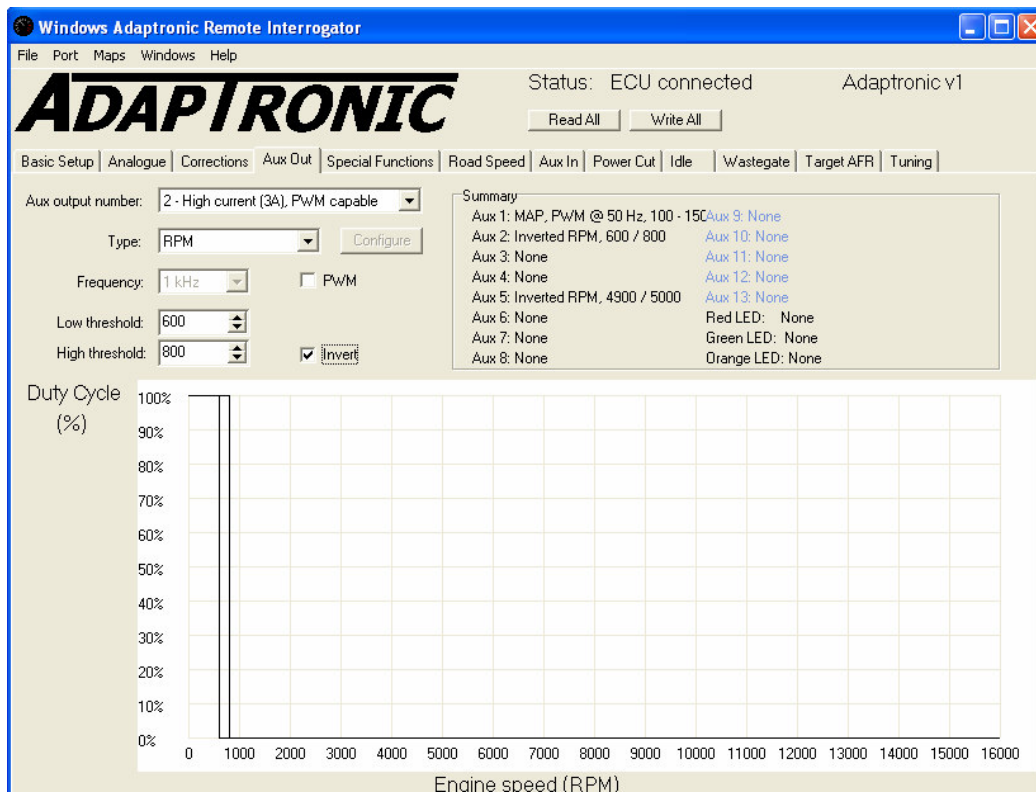 Windows Adaptronic Remote Interrogator
File Port Maps Windows Help
ADAPTRONIC
Status: ECU connected Adaptronic v1
Read All Write All
Basic Setup Analogue Corrections Aux Out Special Functions Road Speed Aux In Power Cut Idle Wastegate Target AFR Tuning
Aux output number: 2 - High current (3A), PWM capable
Type: RPM Configure
Frequency: 1 kHz PWM
Low threshold: 600
High threshold: 800 Invert
Summary
Aux 1: MAP, PWM @ 50 Hz, 100 - 150 Aux 9: None
Aux 2: Inverted RPM, 600 / 800 Aux 10: None
Aux 3: None Aux 11: None
Aux 4: None Aux 12: None
Aux 5: Inverted RPM, 4900 / 5000 Aux 13: None
Aux 6: None Red LED: None
Aux 7: None Green LED: None
Aux 8: None Orange LED: None
Duty Cycle
(%)
100%
90%
80%
70%
60%
50%
40%
30%
20%
10%
0%
0 1000 2000 3000 4000 5000 6000 7000 8000 9000 10000 11000 12000 13000 14000 15000 16000
Engine speed (RPM)